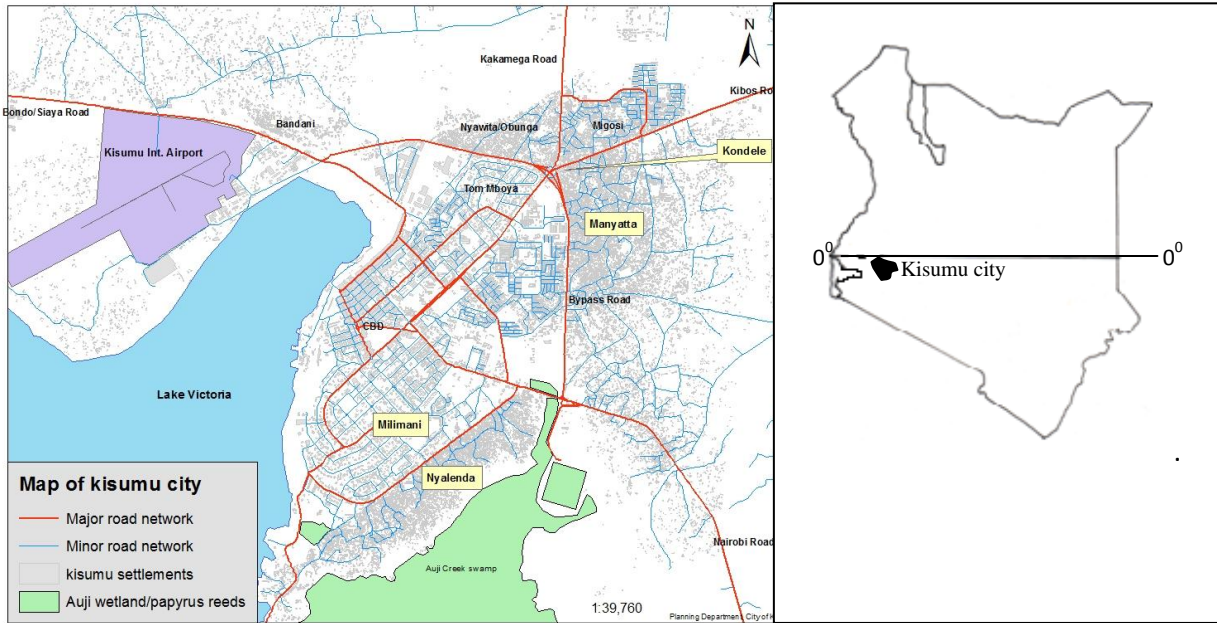 N
Kakamega Road
Kibos Ro
Bondo/Siaya Road
Bandani
Nyawita/Obunga
Migosi
Kisumu Int. Airport
Kondele
Tom Mboya
Manyatta
Bypass Road
CBD
Lake Victoria
Milimani
Nyalenda
Map of kisumu city
Major road network
Minor road network
kisumu settlements
Auji wetland/papyrus reeds
Nairobi Road
Auji Creek swamp
1:39,760
Planning Department, City of K
0⁰ 0⁰
Kisumu city